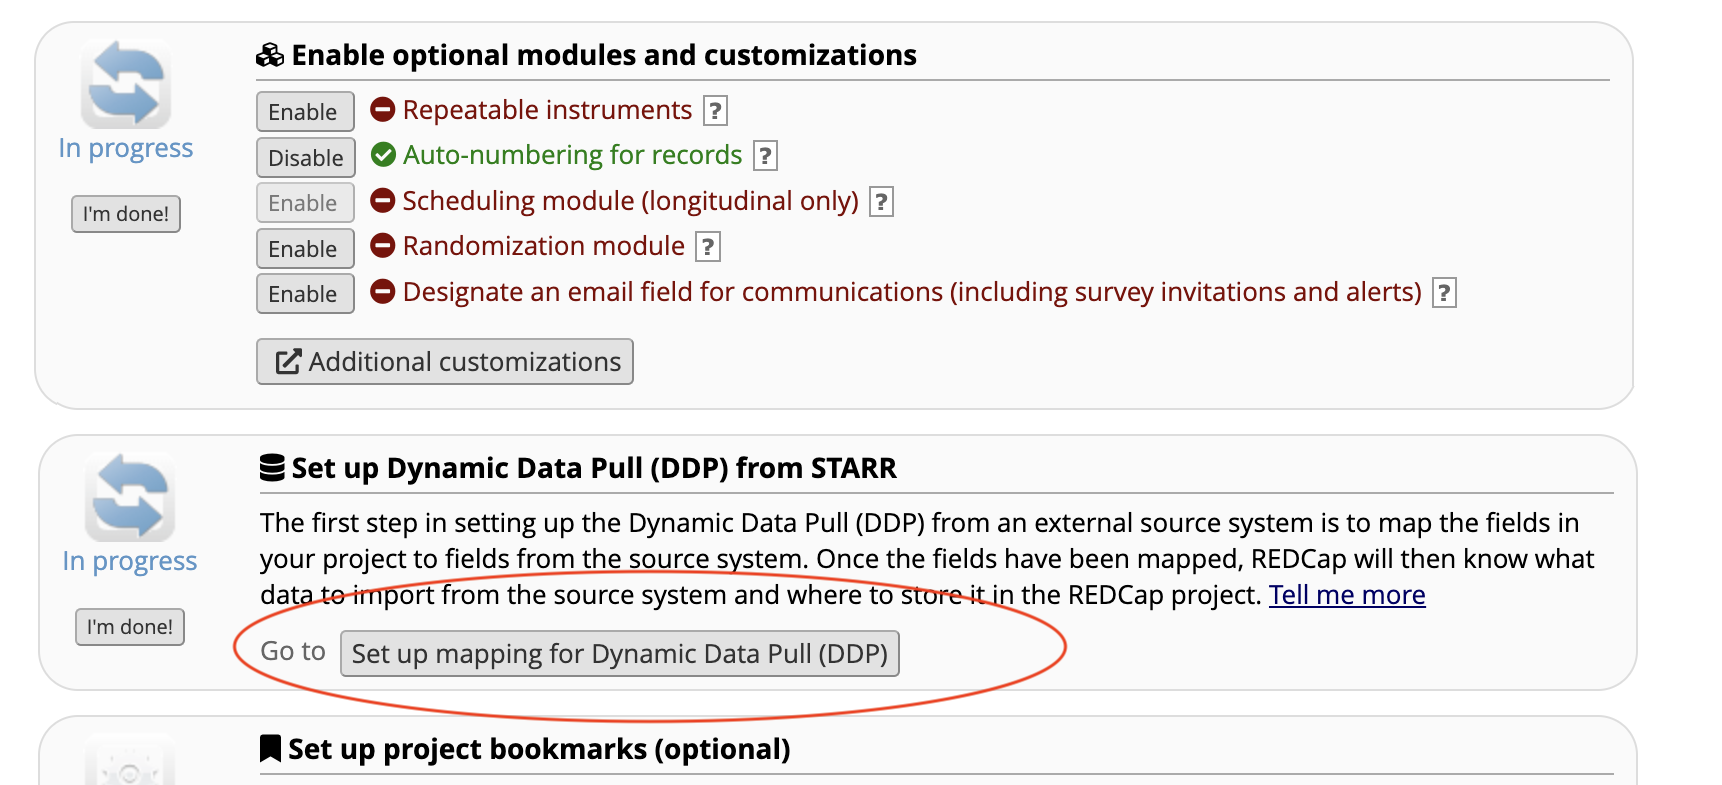 Enable optional modules and customizations
Enable Repeatable instruments ?
Disable Auto-numbering for records ?
In progress
Enable Scheduling module (longitudinal only) ?
I'm done!
Enable Randomization module ?
Enable Designate an email field for communications (including survey invitations and alerts) ?
Additional customizations
Set up Dynamic Data Pull (DDP) from STARR
The first step in setting up the Dynamic Data Pull (DDP) from an external source system is to map the fields in
your project to fields from the source system. Once the fields have been mapped, REDCap will then know what
data to import from the source system and where to store it in the REDCap project. Tell me more
In progress
I'm done!
Go to Set up mapping for Dynamic Data Pull (DDP)
Set up project bookmarks (optional)